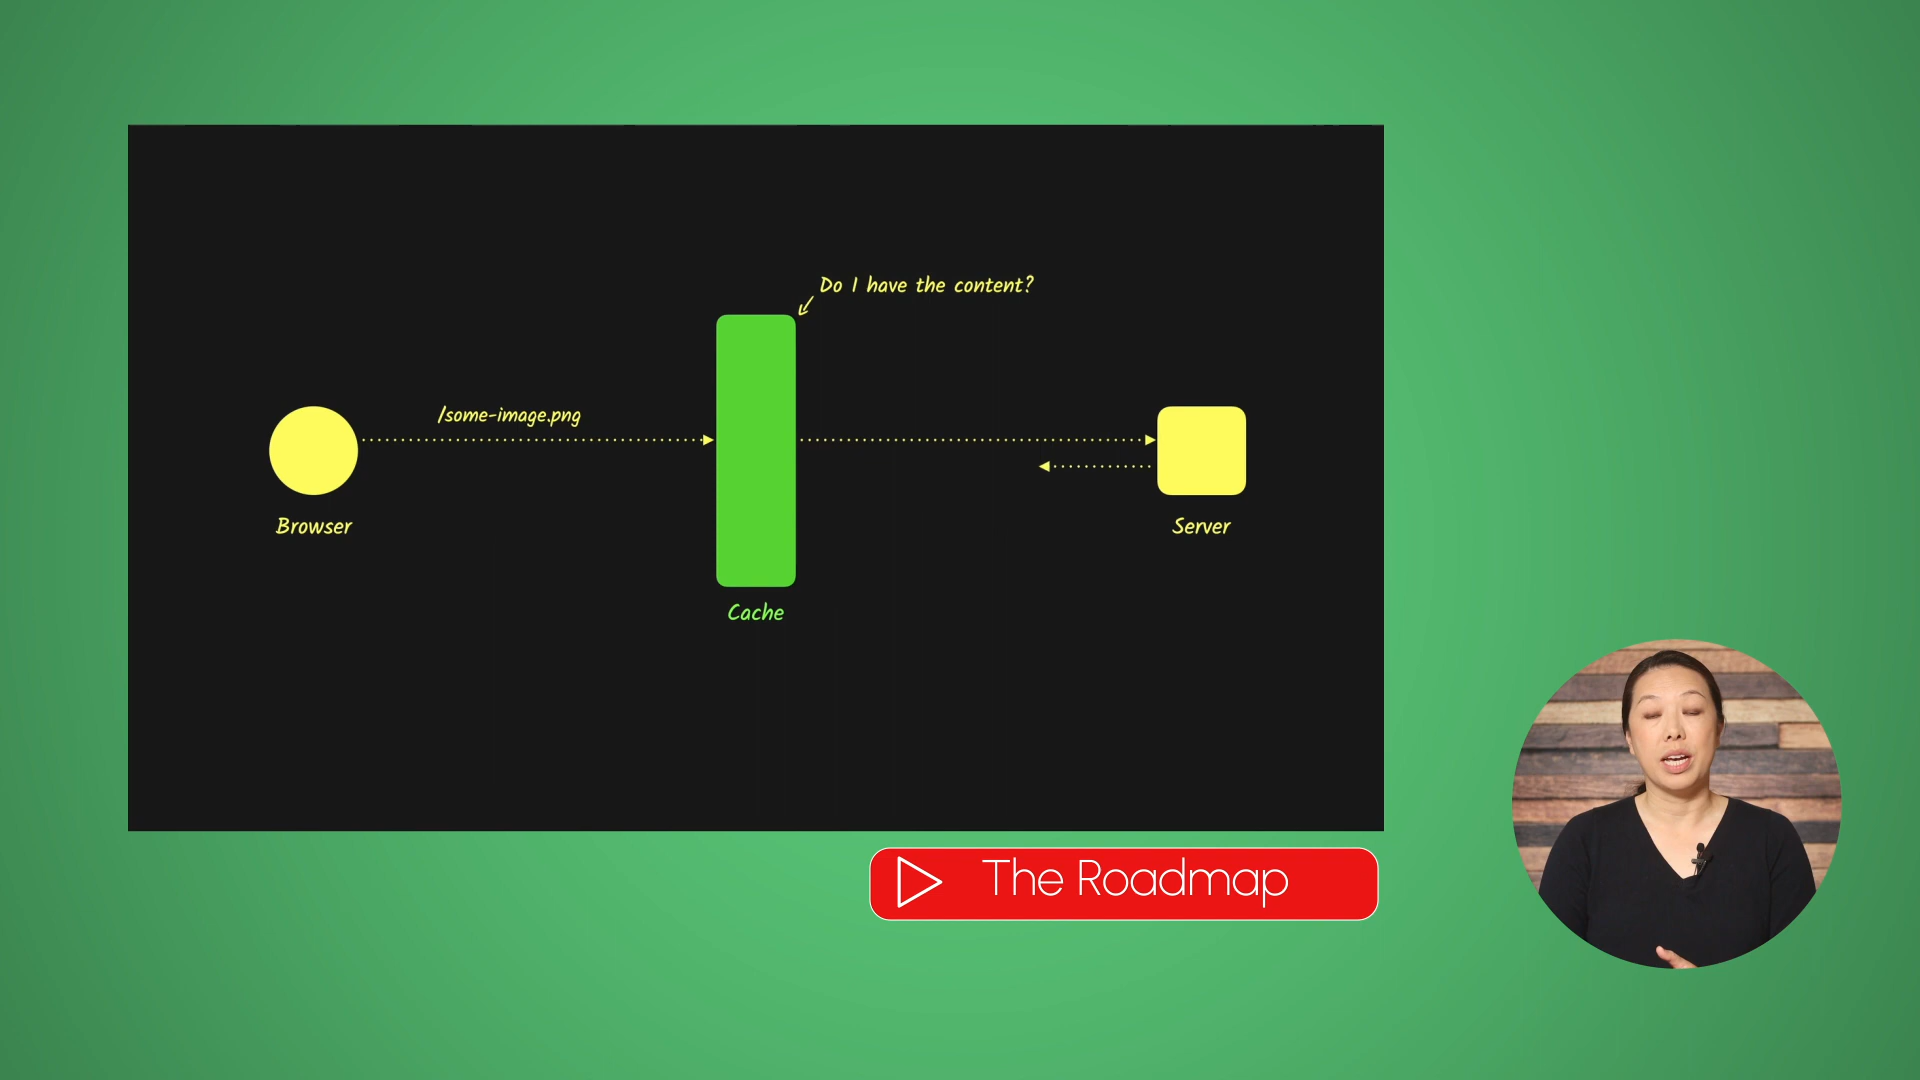 Do I have the content?
/some-image.png
Browser
Server
Cache
The Roadmap